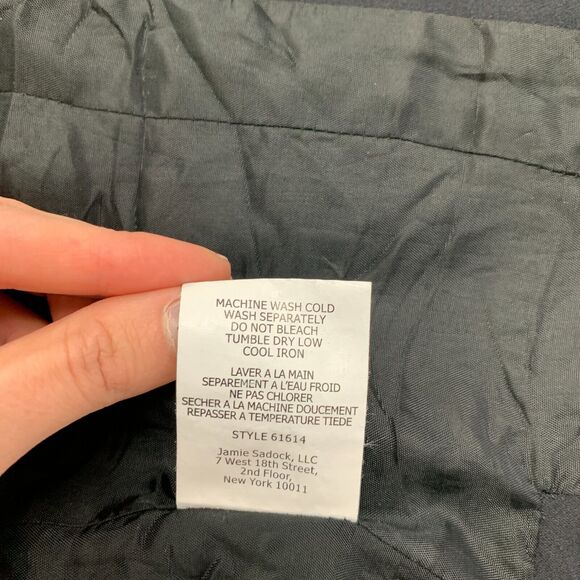 MACHINE WASH COLD
WASH SEPARATELY
DO NOT BLEACH
TUMBLE DRY LOW
COOL IRON
LAVER A LA MAIN
SEPAREMENT A L'EAU FROID
NE PAS CHLORER
SECHER A LA MACHINE DOUCEMENT
REPASSER A TEMPERATURE TIEDE
STYLE 61614
Jamie Sadock, LLC
7 West 18th Street,
2nd Floor,
New York 10011